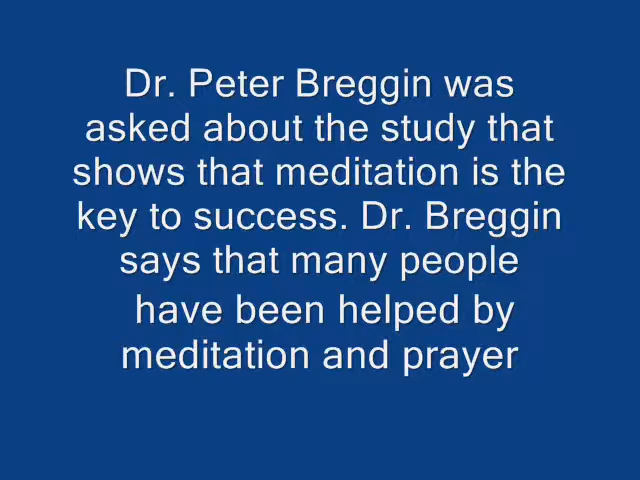 Dr. Peter Breggin was
asked about the study that
shows that meditation is the
key to success. Dr. Breggin
says that many people
have been helped by
meditation and prayer